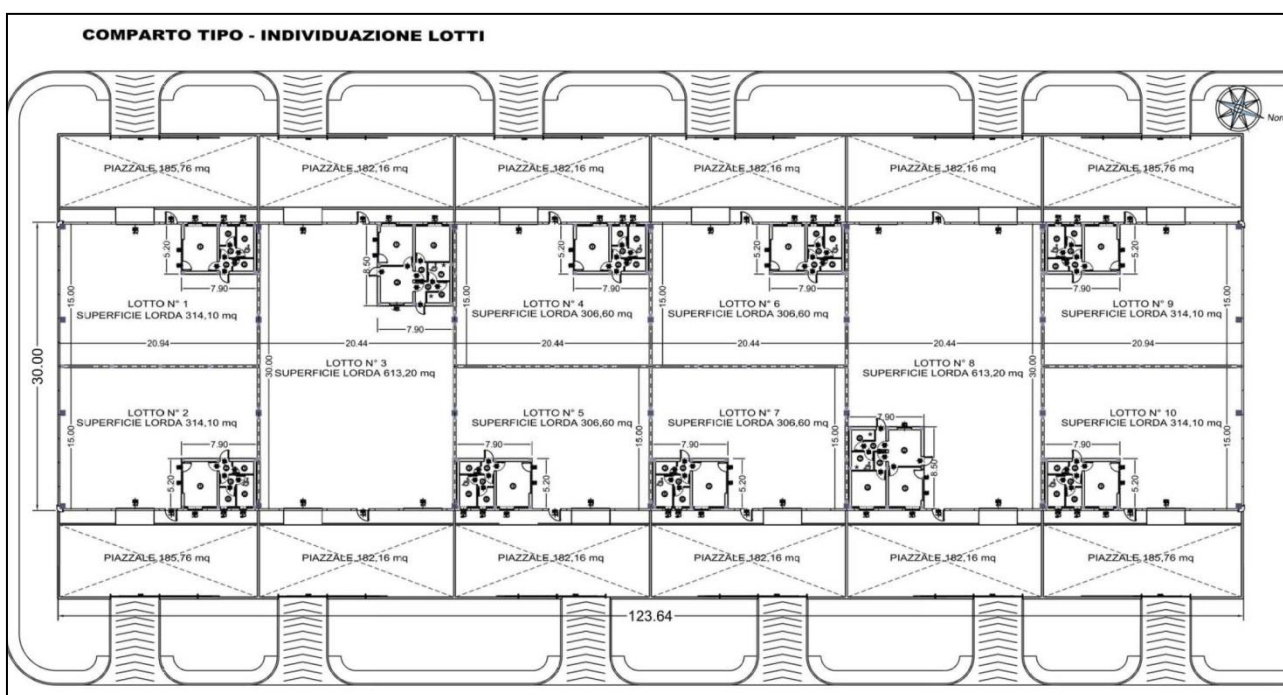 COMPARTO TIPO - INDIVIDUAZIONE LOTTI
PIAZZALE 185,76 mq
PIAZZALE 182,16 mq
PIAZZALE 182,16 mq
PIAZZALE 182,16 mq
PIAZZALE 182,16 mq
PIAZZALE 185,76 mq
30.00
5.20
7.90
8.50
7.90
5.20
7.90
5.20
7.90
5.20
7.90
15.00
15.00
15.00
15.00
LOTTO N° 1
SUPERFICIE LORDA 314,10 mq
LOTTO N° 4
SUPERFICIE LORDA 306,60 mq
LOTTO N° 6
SUPERFICIE LORDA 306,60 mq
LOTTO N° 9
SUPERFICIE LORDA 314,10 mq
20.94
20.44
20.44
20.44
20.44
20.94
30.00
LOTTO N° 3
SUPERFICIE LORDA 613,20 mq
LOTTO N° 8
SUPERFICIE LORDA 613,20 mq
30.00
LOTTO N° 2
SUPERFICIE LORDA 314,10 mq
LOTTO N° 5
SUPERFICIE LORDA 306,60 mq
LOTTO N° 7
SUPERFICIE LORDA 306,60 mq
LOTTO N° 10
SUPERFICIE LORDA 314,10 mq
15.00
15.00
15.00
15.00
7.90
5.20
7.90
5.20
7.90
5.20
7.90
8.50
7.90
5.20
PIAZZALE 185,76 mq
PIAZZALE 182,16 mq
PIAZZALE 182,16 mq
PIAZZALE 182,16 mq
PIAZZALE 182,16 mq
PIAZZALE 185,76 mq
123.64